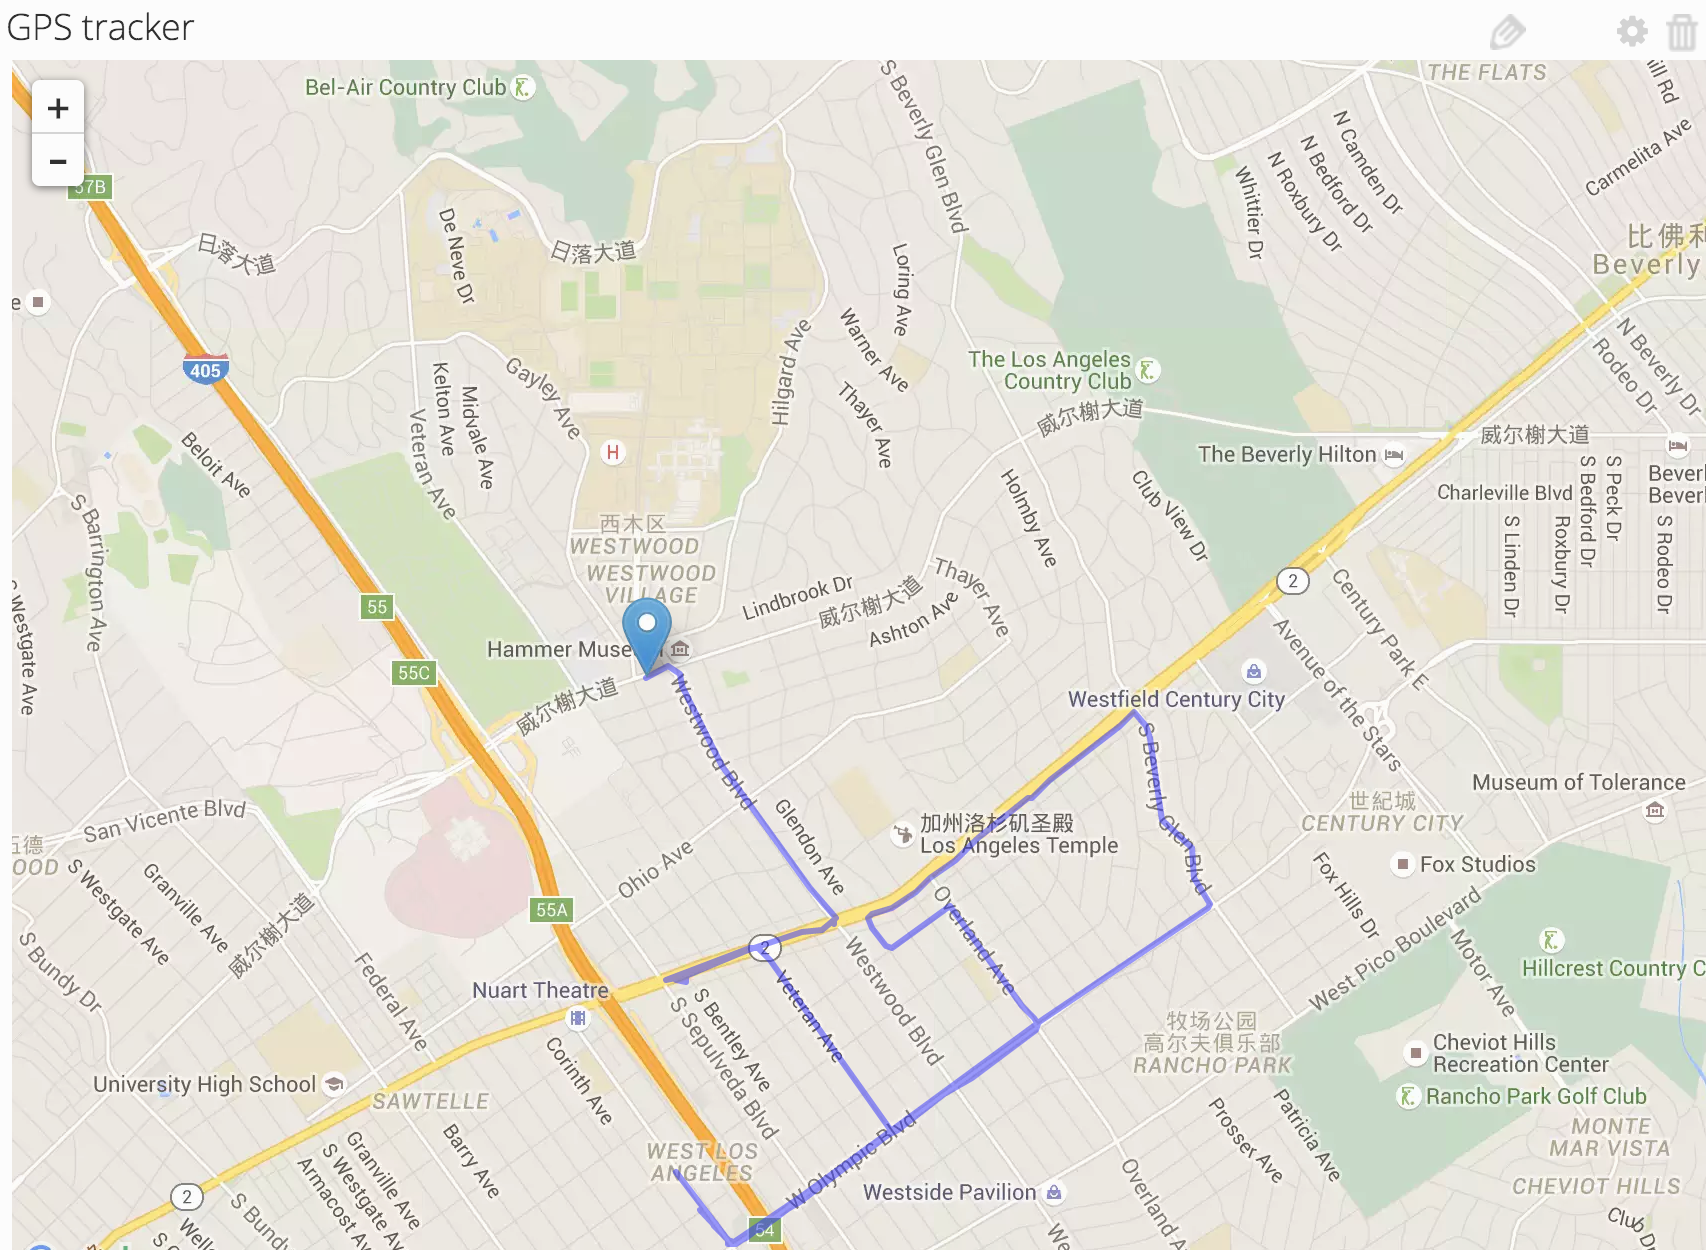 GPS tracker
+
−
Bel-Air Country Club
THE FLATS
S Beverly Glen Blvd
N Camden Dr
N Bedford Dr
N Roxbury Dr
Whittier Dr
Carmelita Ave
57B
日落大道
De Neve Dr
日落大道
比佛利
Beverly
Loring Ave
Warner Ave
Thayer Ave
Hilgard Ave
405
Gayley Ave
Kelton Ave
Midvale Ave
Veteran Ave
The Los Angeles
Country Club
威尔榭大道
N Beverly Dr
Rodeo Dr
威尔榭大道
The Beverly Hilton
Beloit Ave
H
Holmby Ave
Club View Dr
Charleville Blvd
S Bedford Dr
S Peck Dr
S Linden Dr
Roxbury Dr
S Rodeo Dr
S Barrington Ave
西木区
WESTWOOD
WESTWOOD
VILLAGE
Lindbrook Dr
威尔榭大道
Thayer Ave
Ashton Ave
2
Century Park E
Avenue of the Stars
55
S Westgate Ave
Hammer Museum
55C
威尔榭大道
Westwood Blvd
Westfield Century City
S Beverly Glen Blvd
Museum of Tolerance
世紀城
CENTURY CITY
San Vicente Blvd
Glendon Ave
加州洛杉矶圣殿
Los Angeles Temple
Fox Studios
Ohio Ave
S Westgate Ave
Granville Ave
威尔榭大道
55A
Overland Ave
Fox Hills Dr
West Pico Boulevard
Motor Ave
Hillcrest Country C
S Bundy Dr
Federal Ave
2
Nuart Theatre
S Bentley Ave
S Sepulveda Blvd
Veteran Ave
Westwood Blvd
牧场公园
高尔夫俱乐部
RANCHO PARK
Cheviot Hills
Recreation Center
Rancho Park Golf Club
University High School
SAWTELLE
Corinth Ave
MONTE
MAR VISTA
Prosser Ave
Patricia Ave
WEST LOS
ANGELES
W Olympic Blvd
Barry Ave
Granville Ave
S Westgate Av
Armacost Av
2
S Bund
Westside Pavilion
Overland A
CHEVIOT HILLS
Club
54